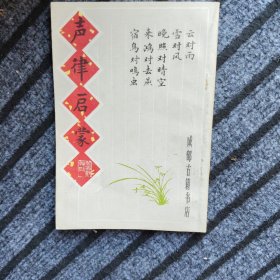 声律启蒙
云对雨
雪对风
晚照对晴空
来鸿对去燕
宿鸟对鸣虫
成都古籍书店